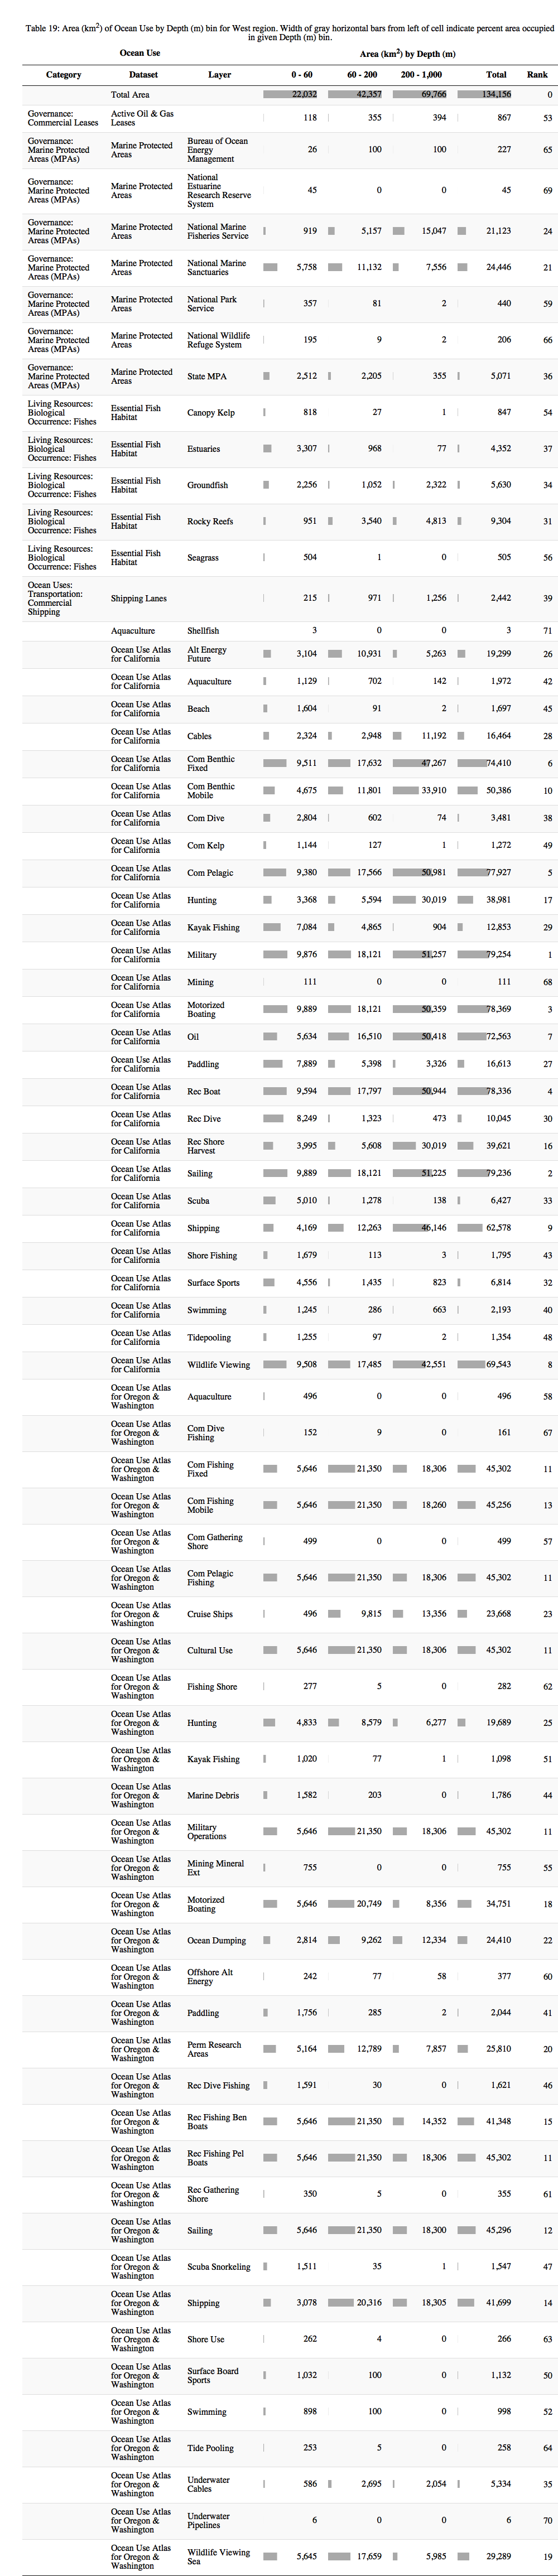 Table 19: Area (km2) of Ocean Use by Depth (m) bin for West region. Width of gray horizontal bars from left of cell indicate percent area occupied
in given Depth (m) bin.
Ocean Use Area (km2) by Depth (m)
Category Dataset Layer 0 - 60 60 - 200 200 - 1,000 Total Rank
Total Area 22,032 42,357 69,766 134,156 0
Governance: Commercial Leases Active Oil & Gas Leases 118 355 394 867 53
Governance: Marine Protected Areas (MPAs) Marine Protected Areas Bureau of Ocean Energy Management 26 100 100 227 65
Governance: Marine Protected Areas (MPAs) Marine Protected Areas National Estuarine Research Reserve System 45 0 0 45 69
Governance: Marine Protected Areas (MPAs) Marine Protected Areas National Marine Fisheries Service 919 5,157 15,047 21,123 24
Governance: Marine Protected Areas (MPAs) Marine Protected Areas National Marine Sanctuaries 5,758 11,132 7,556 24,446 21
Governance: Marine Protected Areas (MPAs) Marine Protected Areas National Park Service 357 81 2 440 59
Governance: Marine Protected Areas (MPAs) Marine Protected Areas National Wildlife Refuge System 195 9 2 206 66
Governance: Marine Protected Areas (MPAs) Marine Protected Areas State MPA 2,512 2,205 355 5,071 36
Living Resources: Biological Occurrence: Fishes Essential Fish Habitat Canopy Kelp 818 27 1 847 54
Living Resources: Biological Occurrence: Fishes Essential Fish Habitat Estuaries 3,307 968 77 4,352 37
Living Resources: Biological Occurrence: Fishes Essential Fish Habitat Groundfish 2,256 1,052 2,322 5,630 34
Living Resources: Biological Occurrence: Fishes Essential Fish Habitat Rocky Reefs 951 3,540 4,813 9,304 31
Living Resources: Biological Occurrence: Fishes Essential Fish Habitat Seagrass 504 1 0 505 56
Ocean Uses: Transportation: Commercial Shipping Shipping Lanes 215 971 1,256 2,442 39
Aquaculture Shellfish 3 0 0 3 71
Ocean Use Atlas for California Alt Energy Future 3,104 10,931 5,263 19,299 26
Ocean Use Atlas for California Aquaculture 1,129 702 142 1,972 42
Ocean Use Atlas for California Beach 1,604 91 2 1,697 45
Ocean Use Atlas for California Cables 2,324 2,948 11,192 16,464 28
Ocean Use Atlas for California Com Benthic Fixed 9,511 17,632 47,267 74,410 6
Ocean Use Atlas for California Com Benthic Mobile 4,675 11,801 33,910 50,386 10
Ocean Use Atlas for California Com Dive 2,804 602 74 3,481 38
Ocean Use Atlas for California Com Kelp 1,144 127 1 1,272 49
Ocean Use Atlas for California Com Pelagic 9,380 17,566 50,981 77,927 5
Ocean Use Atlas for California Hunting 3,368 5,594 30,019 38,981 17
Ocean Use Atlas for California Kayak Fishing 7,084 4,865 904 12,853 29
Ocean Use Atlas for California Military 9,876 18,121 51,257 79,254 1
Ocean Use Atlas for California Mining 111 0 0 111 68
Ocean Use Atlas for California Motorized Boating 9,889 18,121 50,359 78,369 3
Ocean Use Atlas for California Oil 5,634 16,510 50,418 72,563 7
Ocean Use Atlas for California Paddling 7,889 5,398 3,326 16,613 27
Ocean Use Atlas for California Rec Boat 9,594 17,797 50,944 78,336 4
Ocean Use Atlas for California Rec Dive 8,249 1,323 473 10,045 30
Ocean Use Atlas for California Rec Shore Harvest 3,995 5,608 30,019 39,621 16
Ocean Use Atlas for California Sailing 9,889 18,121 51,225 79,236 2
Ocean Use Atlas for California Scuba 5,010 1,278 138 6,427 33
Ocean Use Atlas for California Shipping 4,169 12,263 46,146 62,578 9
Ocean Use Atlas for California Shore Fishing 1,679 113 3 1,795 43
Ocean Use Atlas for California Surface Sports 4,556 1,435 823 6,814 32
Ocean Use Atlas for California Swimming 1,245 286 663 2,193 40
Ocean Use Atlas for California Tidepooling 1,255 97 2 1,354 48
Ocean Use Atlas for California Wildlife Viewing 9,508 17,485 42,551 69,543 8
Ocean Use Atlas for Oregon & Washington Aquaculture 496 0 0 496 58
Ocean Use Atlas for Oregon & Washington Com Dive Fishing 152 9 0 161 67
Ocean Use Atlas for Oregon & Washington Com Fishing Fixed 5,646 21,350 18,306 45,302 11
Ocean Use Atlas for Oregon & Washington Com Fishing Mobile 5,646 21,350 18,260 45,256 13
Ocean Use Atlas for Oregon & Washington Com Gathering Shore 499 0 0 499 57
Ocean Use Atlas for Oregon & Washington Com Pelagic Fishing 5,646 21,350 18,306 45,302 11
Ocean Use Atlas for Oregon & Washington Cruise Ships 496 9,815 13,356 23,668 23
Ocean Use Atlas for Oregon & Washington Cultural Use 5,646 21,350 18,306 45,302 11
Ocean Use Atlas for Oregon & Washington Fishing Shore 277 5 0 282 62
Ocean Use Atlas for Oregon & Washington Hunting 4,833 8,579 6,277 19,689 25
Ocean Use Atlas for Oregon & Washington Kayak Fishing 1,020 77 1 1,098 51
Ocean Use Atlas for Oregon & Washington Marine Debris 1,582 203 0 1,786 44
Ocean Use Atlas for Oregon & Washington Military Operations 5,646 21,350 18,306 45,302 11
Ocean Use Atlas for Oregon & Washington Mining Mineral Ext 755 0 0 755 55
Ocean Use Atlas for Oregon & Washington Motorized Boating 5,646 20,749 8,356 34,751 18
Ocean Use Atlas for Oregon & Washington Ocean Dumping 2,814 9,262 12,334 24,410 22
Ocean Use Atlas for Oregon & Washington Offshore Alt Energy 242 77 58 377 60
Ocean Use Atlas for Oregon & Washington Paddling 1,756 285 2 2,044 41
Ocean Use Atlas for Oregon & Washington Perm Research Areas 5,164 12,789 7,857 25,810 20
Ocean Use Atlas for Oregon & Washington Rec Dive Fishing 1,591 30 0 1,621 46
Ocean Use Atlas for Oregon & Washington Rec Fishing Ben Boats 5,646 21,350 14,352 41,348 15
Ocean Use Atlas for Oregon & Washington Rec Fishing Pel Boats 5,646 21,350 18,306 45,302 11
Ocean Use Atlas for Oregon & Washington Rec Gathering Shore 350 5 0 355 61
Ocean Use Atlas for Oregon & Washington Sailing 5,646 21,350 18,300 45,296 12
Ocean Use Atlas for Oregon & Washington Scuba Snorkeling 1,511 35 1 1,547 47
Ocean Use Atlas for Oregon & Washington Shipping 3,078 20,316 18,305 41,699 14
Ocean Use Atlas for Oregon & Washington Shore Use 262 4 0 266 63
Ocean Use Atlas for Oregon & Washington Surface Board Sports 1,032 100 0 1,132 50
Ocean Use Atlas for Oregon & Washington Swimming 898 100 0 998 52
Ocean Use Atlas for Oregon & Washington Tide Pooling 253 5 0 258 64
Ocean Use Atlas for Oregon & Washington Underwater Cables 586 2,695 2,054 5,334 35
Ocean Use Atlas for Oregon & Washington Underwater Pipelines 6 0 0 6 70
Ocean Use Atlas for Oregon & Washington Wildlife Viewing Sea 5,645 17,659 5,985 29,289 19